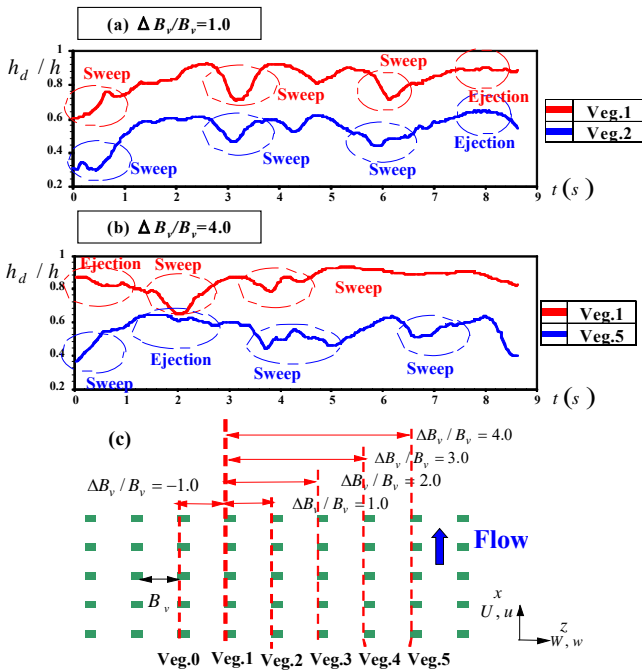 (a) Δ B_v/B_v=1.0
h_d / h
1
0.8
0.6
0.4
0.2
Sweep
Sweep
Sweep
Sweep
Ejection
Sweep
Sweep
Sweep
Ejection
0 1 2 3 4 5 6 7 8 9
t (s)
Veg.1
Veg.2
(b) Δ B_v/B_v=4.0
h_d / h
1
0.8
0.6
0.4
0.2
Ejection
Sweep
Sweep
Sweep
Ejection
Sweep
Sweep
0 1 2 3 4 5 6 7 8 9
t (s)
Veg.1
Veg.5
(c)
ΔB_v / B_v = 4.0
ΔB_v / B_v = 3.0
ΔB_v / B_v = 2.0
ΔB_v / B_v = −1.0
ΔB_v / B_v = 1.0
Flow
B_v
x
U, u
z
W, w
Veg.0 Veg.1 Veg.2 Veg.3 Veg.4 Veg.5